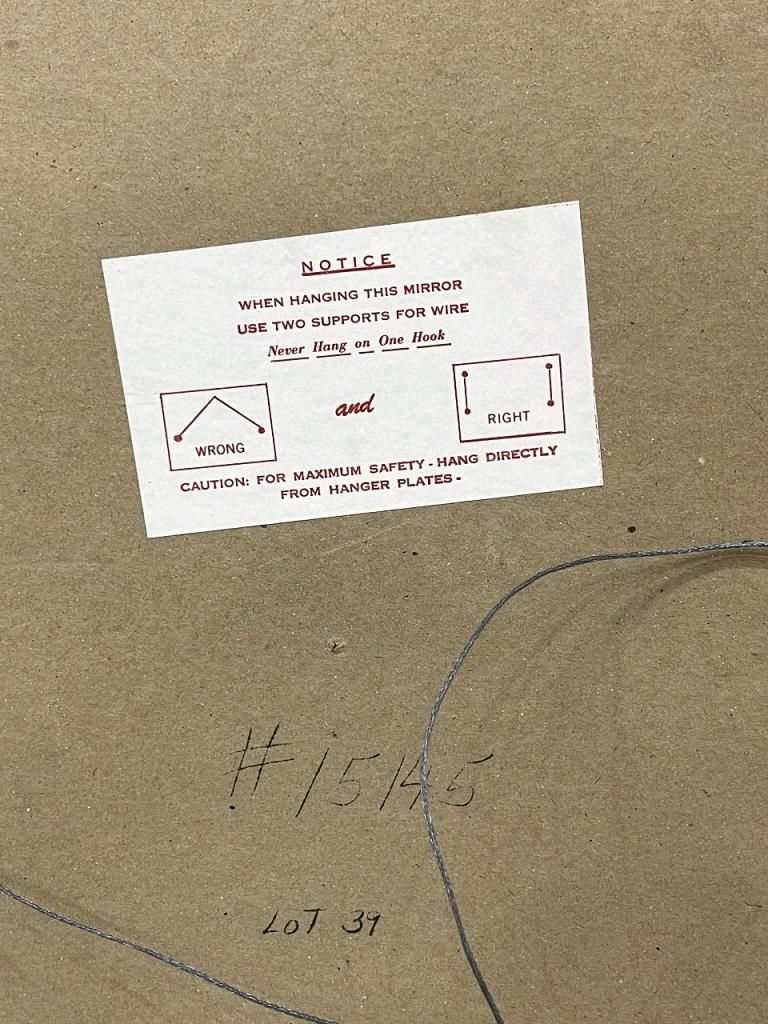 NOTICE
WHEN HANGING THIS MIRROR
USE TWO SUPPORTS FOR WIRE
Never Hang on One Hook
WRONG
and
RIGHT
CAUTION: FOR MAXIMUM SAFETY - HANG DIRECTLY
FROM HANGER PLATES -
#15145
LOT 39